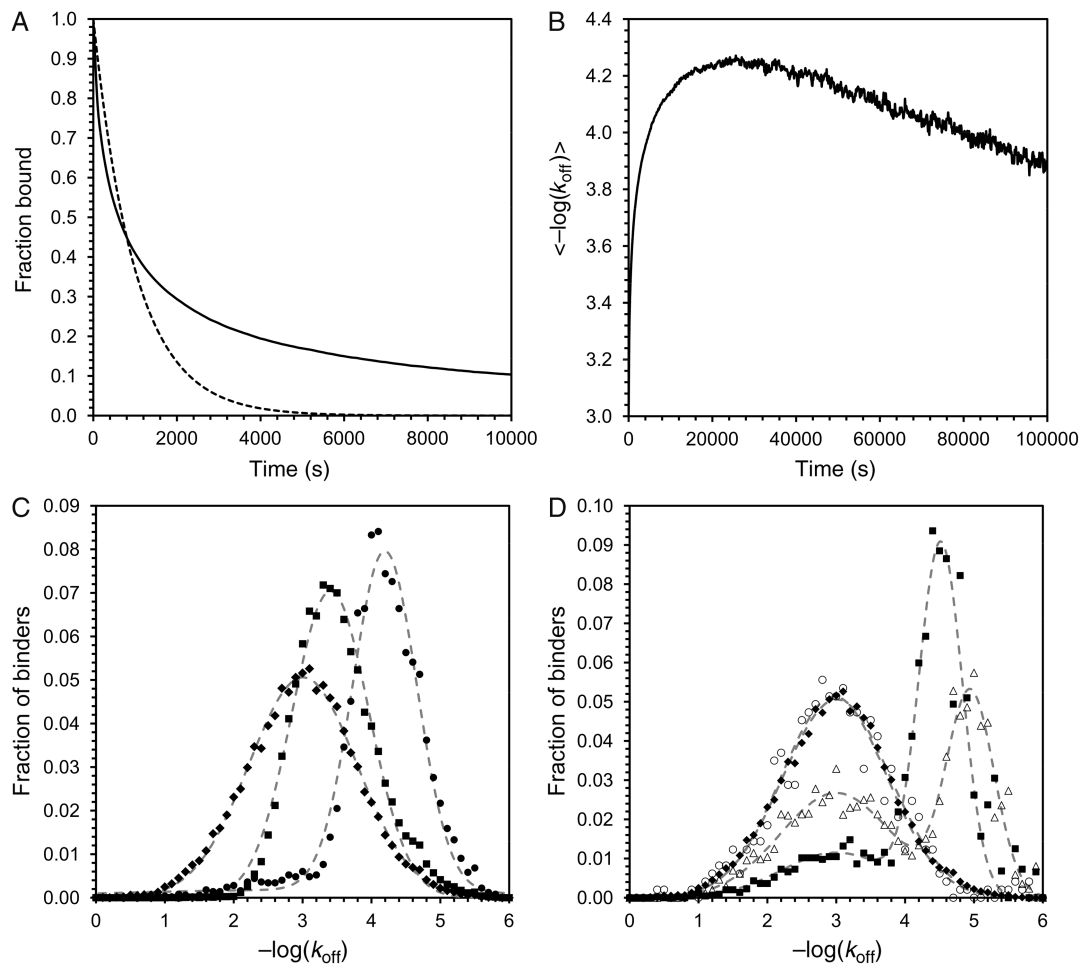 A
1.0
0.9
0.8
0.7
0.6
0.5
0.4
0.3
0.2
0.1
0.0
Fraction bound
0 2000 4000 6000 8000 10000
Time (s)
B
4.4
4.2
4.0
3.8
3.6
3.4
3.2
3.0
<–log(koff)>
0 20000 40000 60000 80000 100000
Time (s)
C
0.09
0.08
0.07
0.06
0.05
0.04
0.03
0.02
0.01
0.00
Fraction of binders
0 1 2 3 4 5 6
–log(koff)
D
0.10
0.09
0.08
0.07
0.06
0.05
0.04
0.03
0.02
0.01
0.00
Fraction of binders
0 1 2 3 4 5 6
–log(koff)